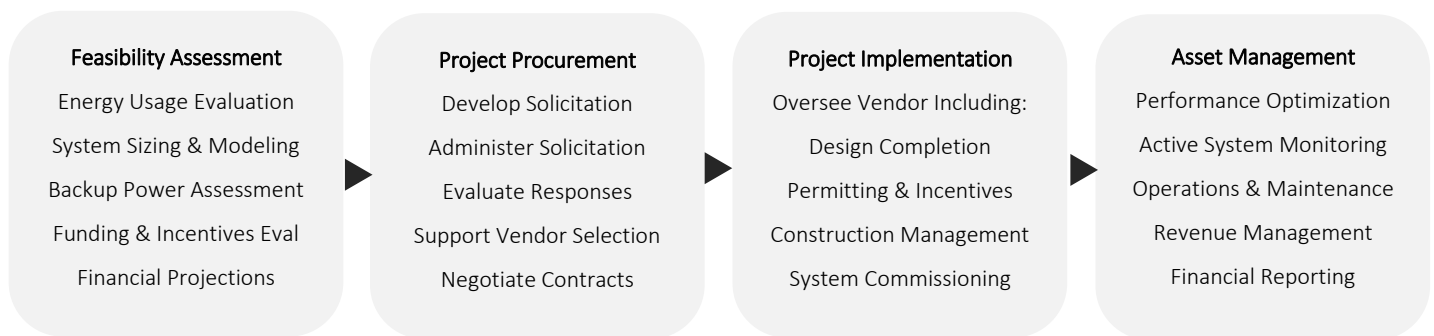 Feasibility Assessment
Energy Usage Evaluation
System Sizing & Modeling
Backup Power Assessment
Funding & Incentives Eval
Financial Projections
Project Procurement
Develop Solicitation
Administer Solicitation
Evaluate Responses
Support Vendor Selection
Negotiate Contracts
Project Implementation
Oversee Vendor Including:
Design Completion
Permitting & Incentives
Construction Management
System Commissioning
Asset Management
Performance Optimization
Active System Monitoring
Operations & Maintenance
Revenue Management
Financial Reporting